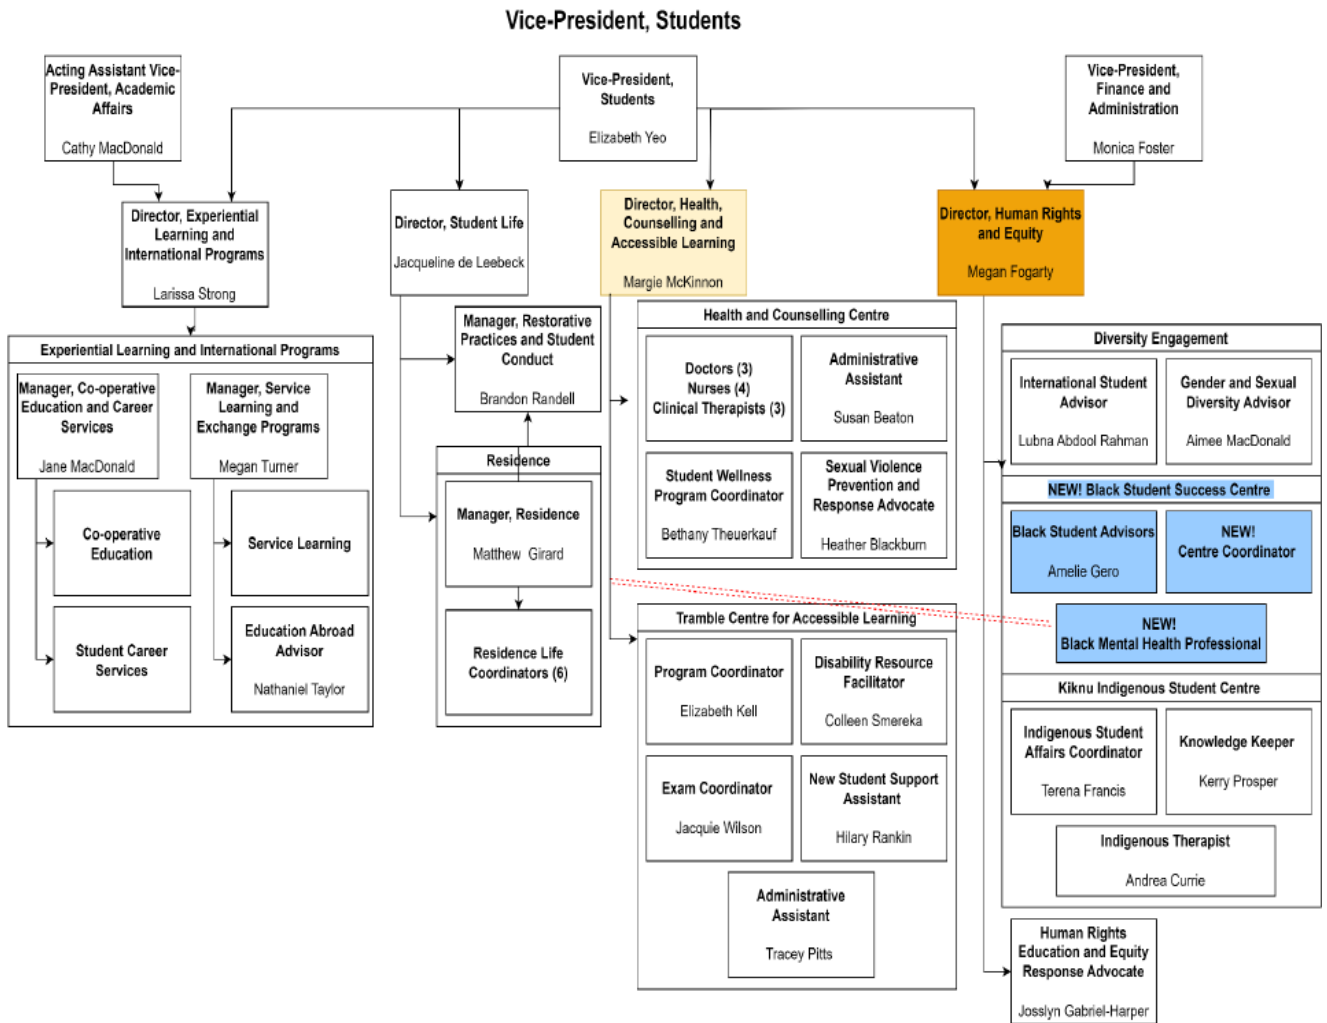 Vice-President, Students
Acting Assistant Vice-
President, Academic
Affairs
Cathy MacDonald
Vice-President,
Students
Elizabeth Yeo
Vice-President,
Finance and
Administration
Monica Foster
Director, Experiential
Learning and
International Programs
Larissa Strong
Director, Student Life
Jacqueline de Leebeck
Director, Health,
Counselling and
Accessible Learning
Margie McKinnon
Director, Human Rights
and Equity
Megan Fogarty
Experiential Learning and International Programs
Manager, Co-operative
Education and Career
Services
Jane MacDonald
Manager, Service
Learning and
Exchange Programs
Megan Turner
Co-operative
Education
Service Learning
Student Career
Services
Education Abroad
Advisor
Nathaniel Taylor
Manager, Restorative
Practices and Student
Conduct
Brandon Randell
Residence
Manager, Residence
Matthew Girard
Residence Life
Coordinators (6)
Health and Counselling Centre
Doctors (3)
Nurses (4)
Clinical Therapists (3)
Administrative
Assistant
Susan Beaton
Student Wellness
Program Coordinator
Bethany Theuerkauf
Sexual Violence
Prevention and
Response Advocate
Heather Blackburn
Tramble Centre for Accessible Learning
Program Coordinator
Elizabeth Kell
Disability Resource
Facilitator
Colleen Smereka
Exam Coordinator
Jacquie Wilson
New Student Support
Assistant
Hilary Rankin
Administrative
Assistant
Tracey Pitts
Diversity Engagement
International Student
Advisor
Lubna Abdool Rahman
Gender and Sexual
Diversity Advisor
Aimee MacDonald
NEW! Black Student Success Centre
Black Student Advisors
Amelie Gero
NEW!
Centre Coordinator
NEW!
Black Mental Health Professional
Kiknu Indigenous Student Centre
Indigenous Student
Affairs Coordinator
Terena Francis
Knowledge Keeper
Kerry Prosper
Indigenous Therapist
Andrea Currie
Human Rights
Education and Equity
Response Advocate
Josslyn Gabriel-Harper